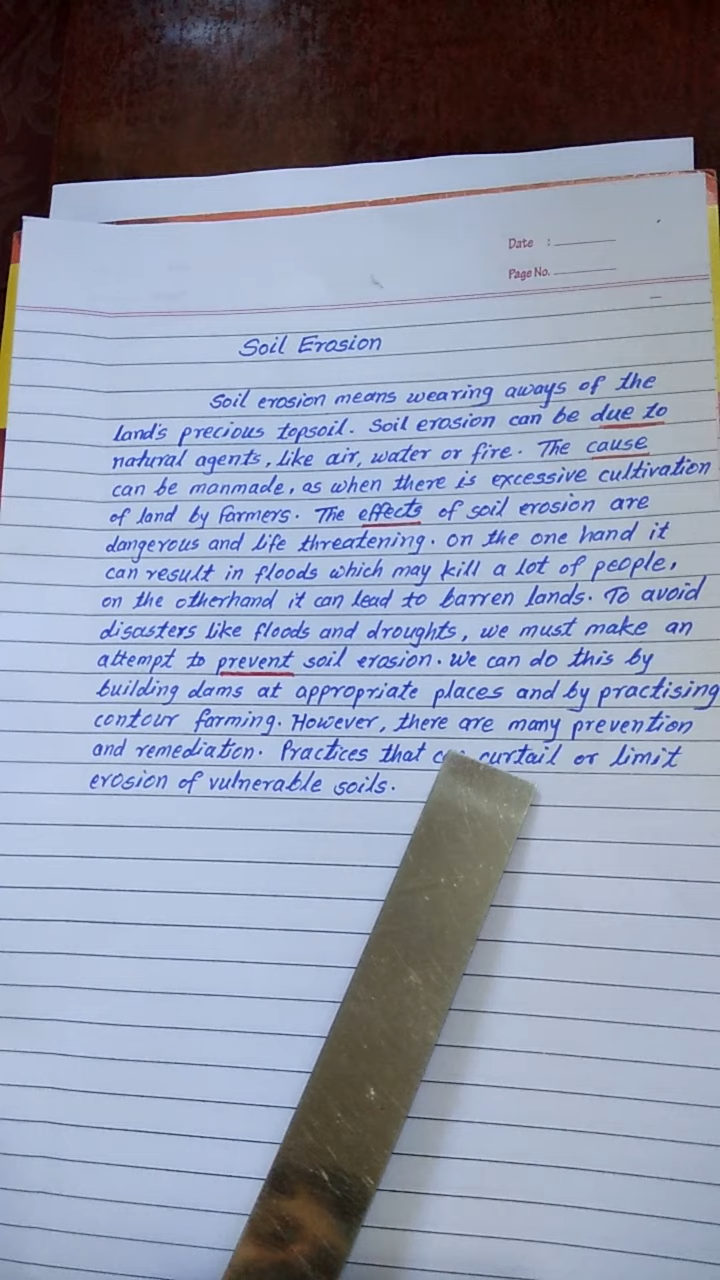 Date :
Page No.
Soil Erosion
Soil erosion means wearing aways of the
land's precious topsoil. Soil erosion can be due to
natural agents, like air, water or fire. The cause
can be manmade, as when there is excessive cultivation
of land by farmers. The effects of soil erosion are
dangerous and life threatening. On the one hand it
can result in floods which may kill a lot of people,
on the otherhand it can lead to barren lands. To avoid
disasters like floods and droughts, we must make an
attempt to prevent soil erosion. We can do this by
building dams at appropriate places and by practising
contour farming. However, there are many prevention
and remediation. Practices that curtail or limit
erosion of vulnerable soils.